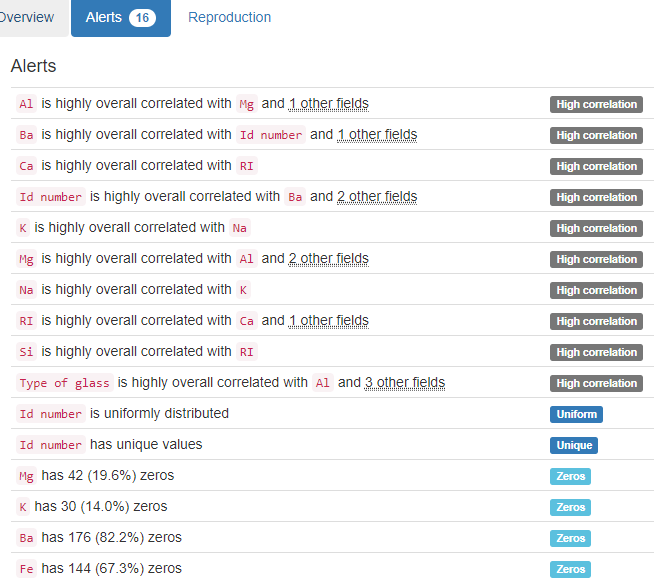 Overview Alerts 16 Reproduction
Alerts
Al is highly overall correlated with Mg and 1 other fields High correlation
Ba is highly overall correlated with Id number and 1 other fields High correlation
Ca is highly overall correlated with RI High correlation
Id number is highly overall correlated with Ba and 2 other fields High correlation
K is highly overall correlated with Na High correlation
Mg is highly overall correlated with Al and 2 other fields High correlation
Na is highly overall correlated with K High correlation
RI is highly overall correlated with Ca and 1 other fields High correlation
Si is highly overall correlated with RI High correlation
Type of glass is highly overall correlated with Al and 3 other fields High correlation
Id number is uniformly distributed Uniform
Id number has unique values Unique
Mg has 42 (19.6%) zeros Zeros
K has 30 (14.0%) zeros Zeros
Ba has 176 (82.2%) zeros Zeros
Fe has 144 (67.3%) zeros Zeros